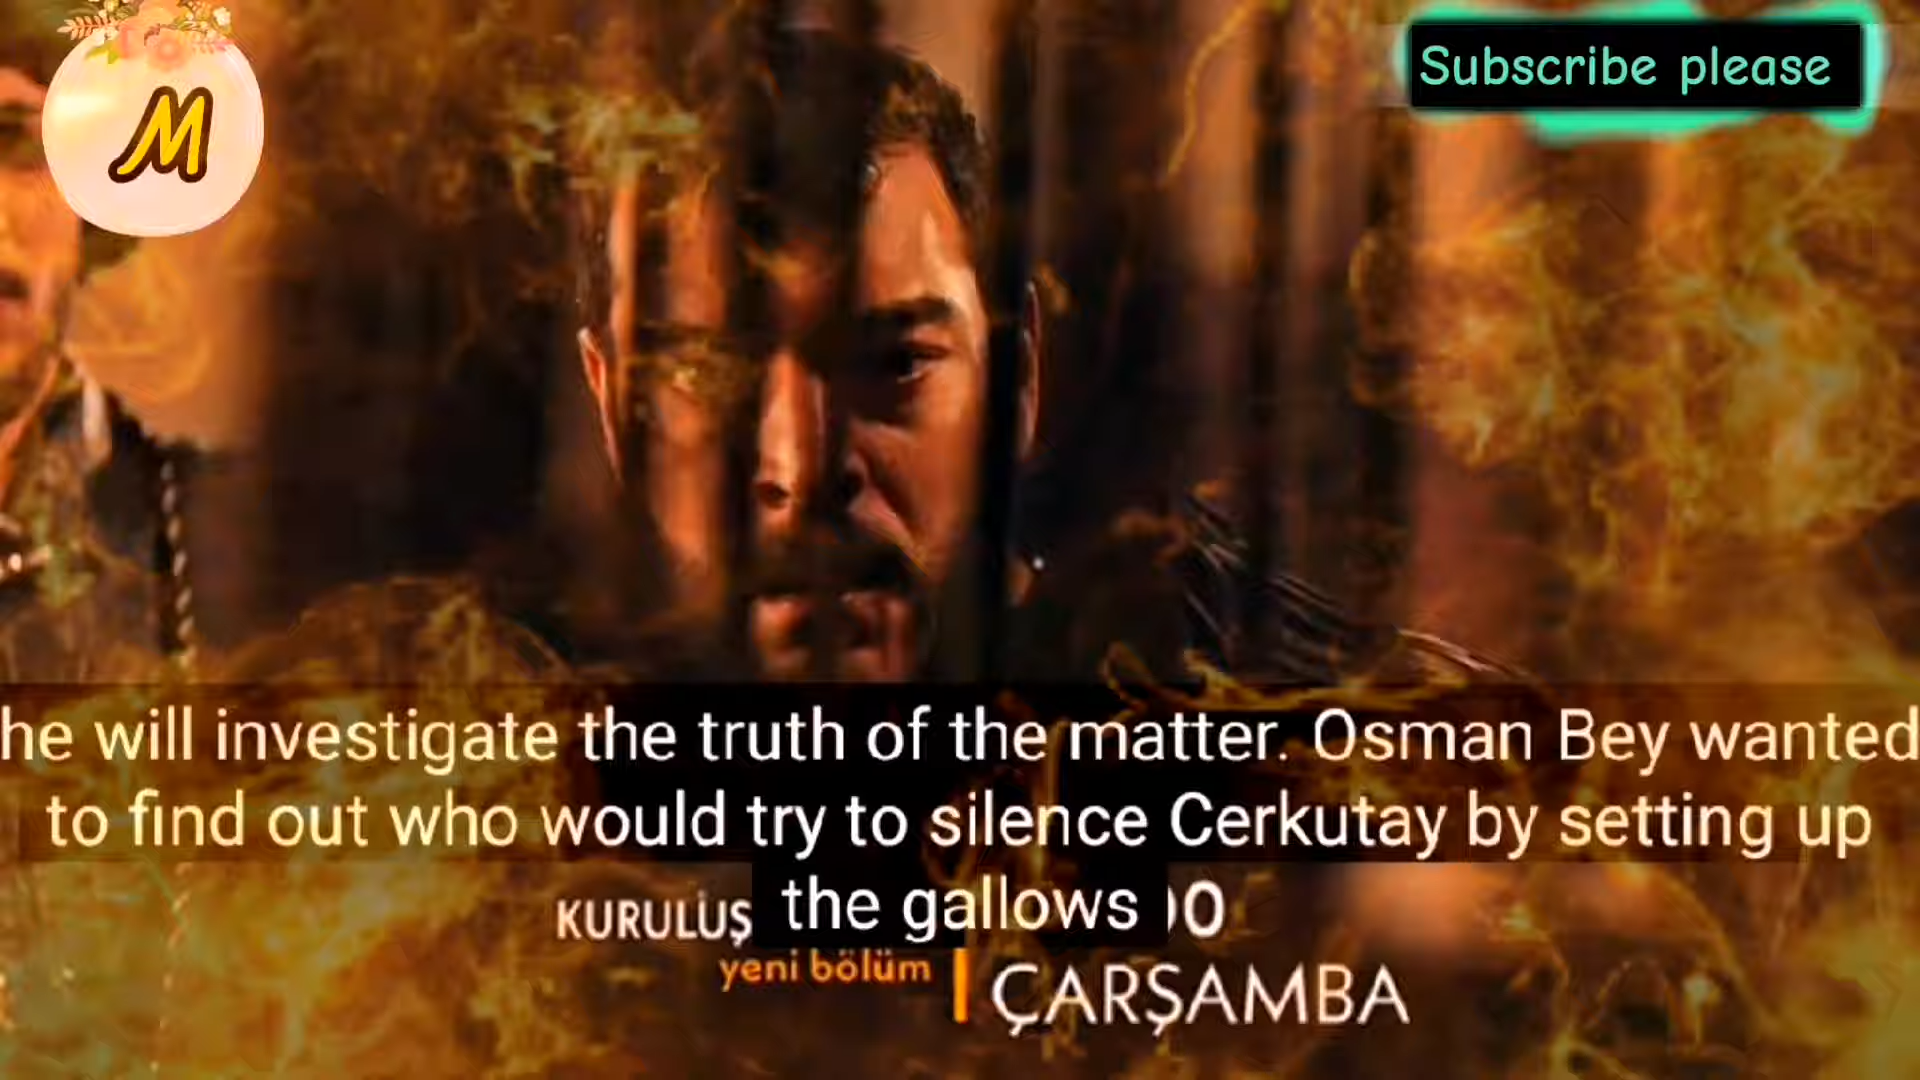 M
Subscribe please
he will investigate the truth of the matter. Osman Bey wanted
to find out who would try to silence Cerkutay by setting up
the gallows
KURULUŞ
yeni bölüm
ÇARŞAMBA